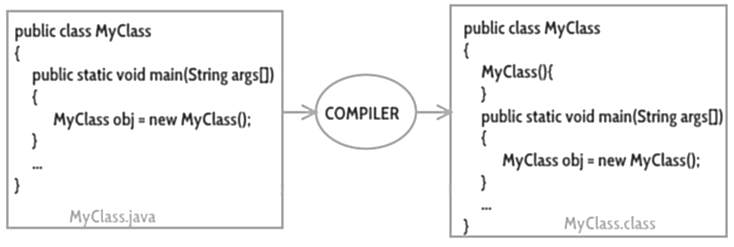 public class MyClass
{
public static void main(String args[])
{
MyClass obj = new MyClass();
}
...
}
MyClass.java
COMPILER
public class MyClass
{
MyClass(){
}
public static void main(String args[])
{
MyClass obj = new MyClass();
}
...
}
MyClass.class